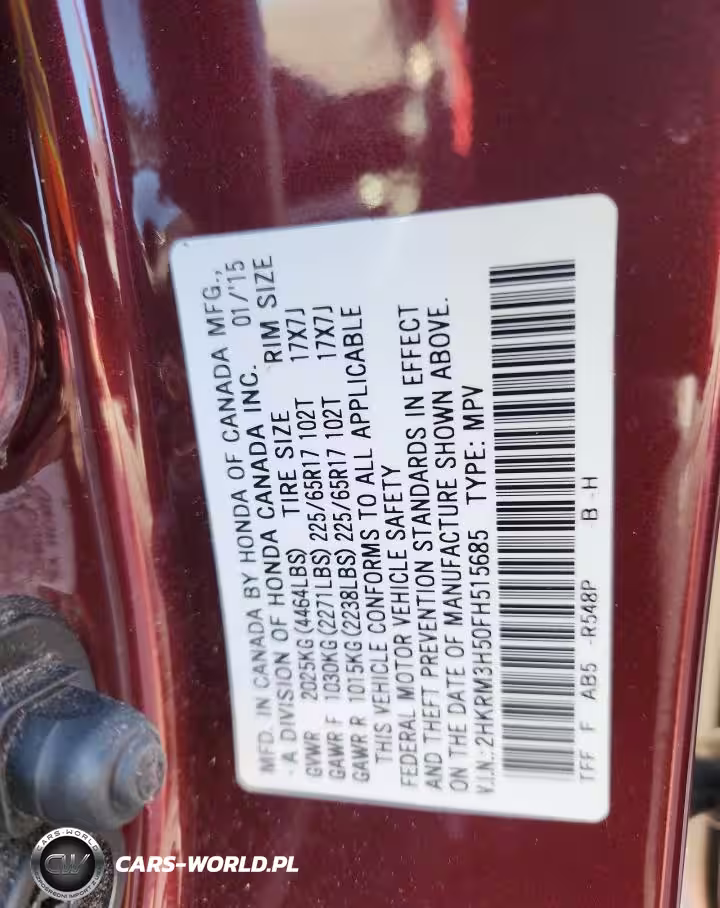 MFD. IN CANADA BY HONDA OF CANADA MFG.,
- A DIVISION OF HONDA CANADA INC. 01/'15
TIRE SIZE RIM SIZE
GVWR 2025KG(4464LBS)
GAWR F 1030KG(2271LBS) 225/65R17 102T 17X7J
GAWR R 1015KG(2238LBS) 225/65R17 102T 17X7J
THIS VEHICLE CONFORMS TO ALL APPLICABLE
FEDERAL MOTOR VEHICLE SAFETY
AND THEFT PREVENTION STANDARDS IN EFFECT
ON THE DATE OF MANUFACTURE SHOWN ABOVE.
V.I.N.:2HKRM3H50FH515685 TYPE: MPV
TFF F AB5 -R548P B-H
CARS-WORLD
CW
CARS-WORLD.PL